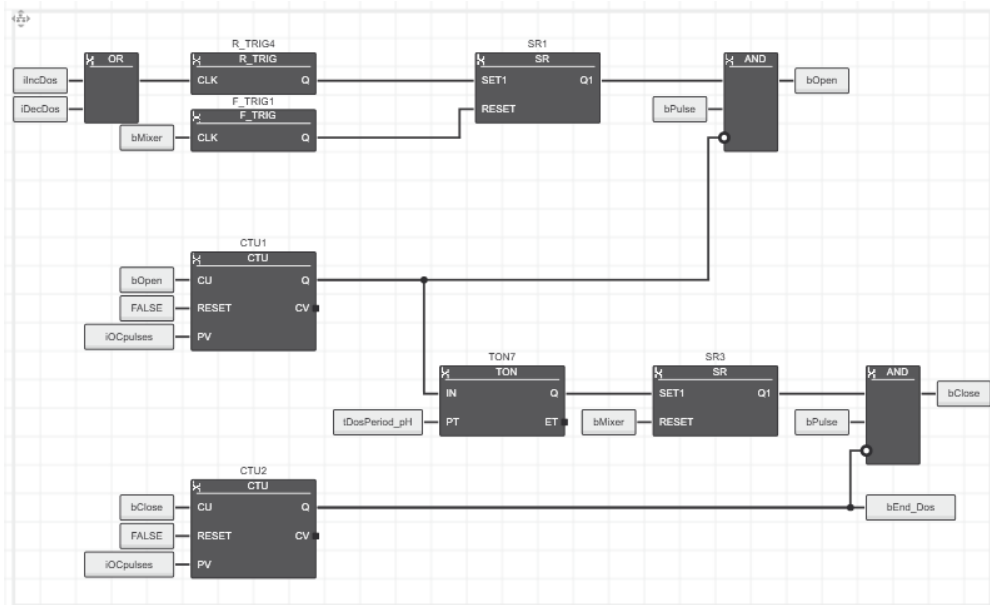 R_TRIG4
SR1
OR
R_TRIG
SR
AND
iIncDos
CLK
Q
SET1
Q1
bOpen
iDecDos
F_TRIG1
RESET
bPulse
F_TRIG
bMixer
CLK
Q
CTU1
CTU
bOpen
CU
Q
FALSE
RESET
CV
iOCpulses
PV
TON7
SR3
TON
SR
AND
IN
Q
SET1
Q1
bClose
tDosPeriod_pH
PT
ET
bMixer
RESET
bPulse
CTU2
CTU
bClose
CU
Q
bEnd_Dos
FALSE
RESET
CV
iOCpulses
PV